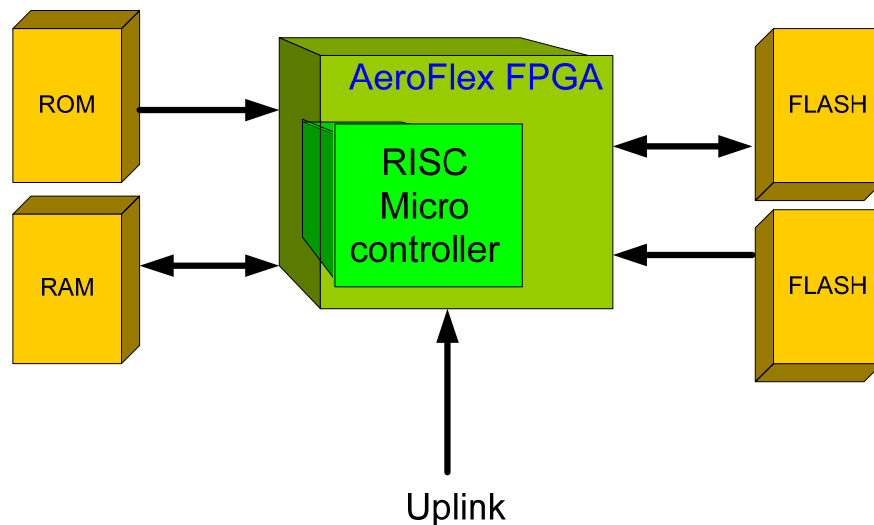 AeroFlex FPGA
ROM
FLASH
RISC
Micro
controller
RAM
FLASH
Uplink